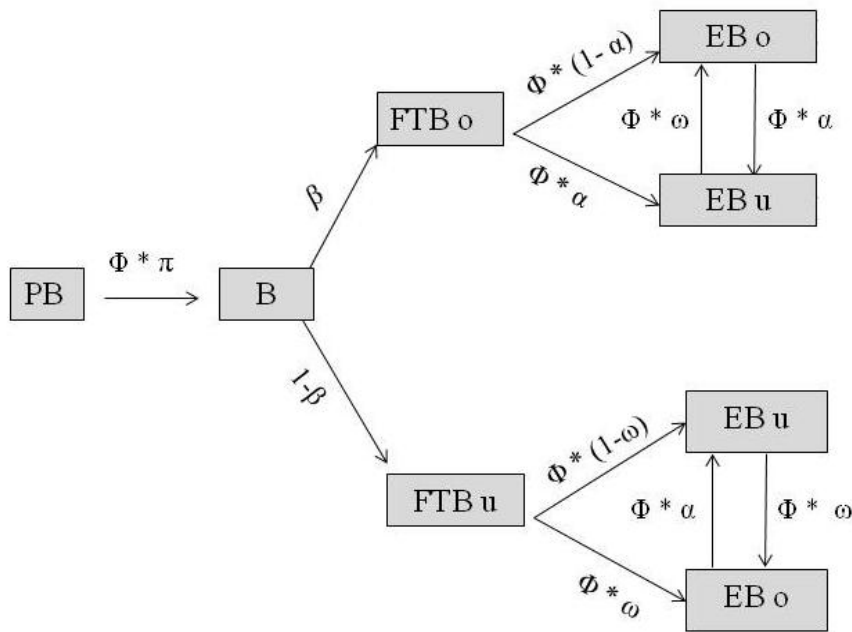 EB o
Φ * (1- α)
FTB o
Φ * ω
Φ * α
Φ * α
EB u
β
Φ * π
PB
B
1-β
EB u
Φ * (1-ω)
FTB u
Φ * α
Φ * ω
Φ * ω
EB o